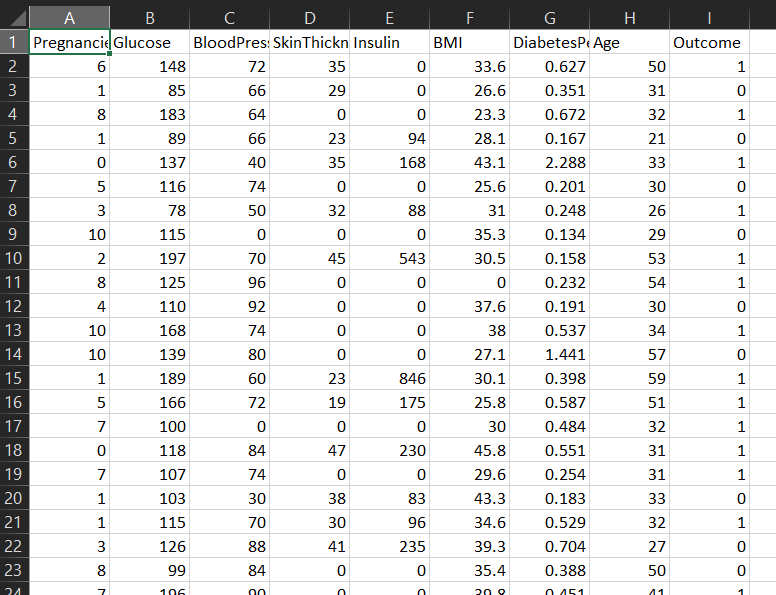 A B C D E F G H I
1 Pregnancie Glucose BloodPres SkinThickn Insulin BMI DiabetesPe Age Outcome
2 6 148 72 35 0 33.6 0.627 50 1
3 1 85 66 29 0 26.6 0.351 31 0
4 8 183 64 0 0 23.3 0.672 32 1
5 1 89 66 23 94 28.1 0.167 21 0
6 0 137 40 35 168 43.1 2.288 33 1
7 5 116 74 0 0 25.6 0.201 30 0
8 3 78 50 32 88 31 0.248 26 1
9 10 115 0 0 0 35.3 0.134 29 0
10 2 197 70 45 543 30.5 0.158 53 1
11 8 125 96 0 0 0 0.232 54 1
12 4 110 92 0 0 37.6 0.191 30 0
13 10 168 74 0 0 38 0.537 34 1
14 10 139 80 0 0 27.1 1.441 57 0
15 1 189 60 23 846 30.1 0.398 59 1
16 5 166 72 19 175 25.8 0.587 51 1
17 7 100 0 0 0 30 0.484 32 1
18 0 118 84 47 230 45.8 0.551 31 1
19 7 107 74 0 0 29.6 0.254 31 1
20 1 103 30 38 83 43.3 0.183 33 0
21 1 115 70 30 96 34.6 0.529 32 1
22 3 126 88 41 235 39.3 0.704 27 0
23 8 99 84 0 0 35.4 0.388 50 0
24 7 196 90 0 0 39.8 0.451 41 1